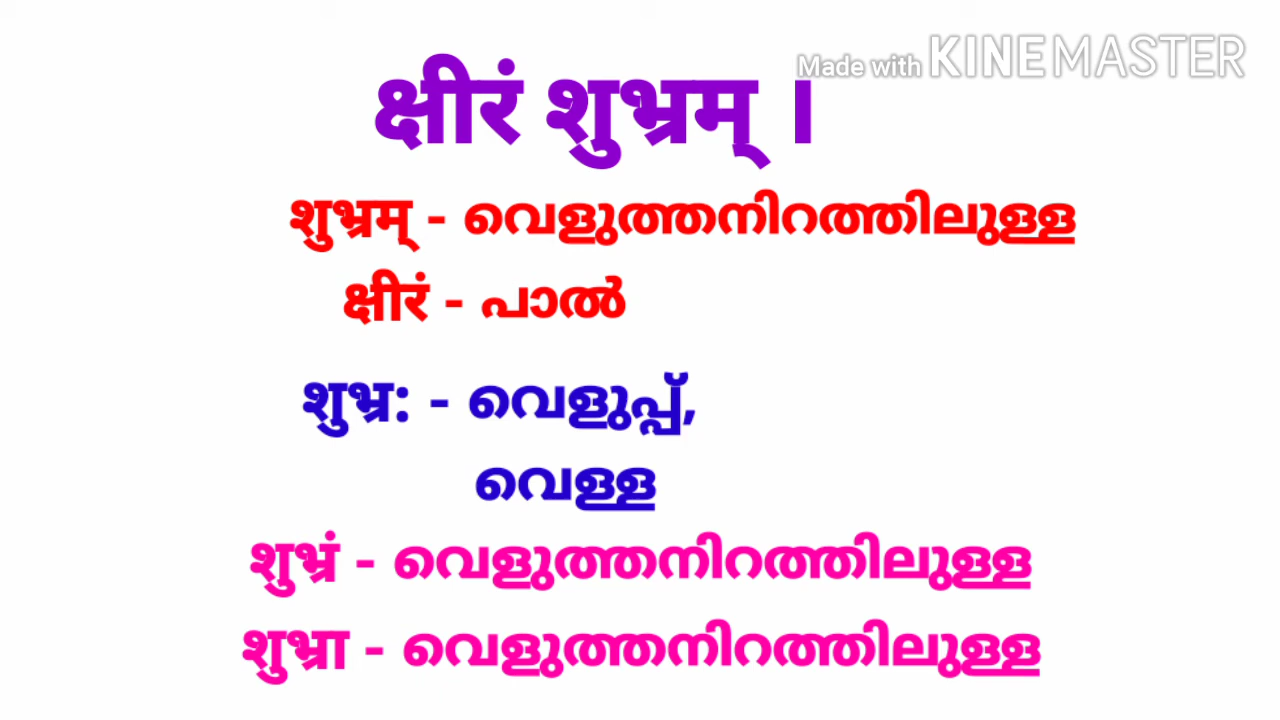 Made with KINEMASTER
क्षीरं शुभ्रम् ।
शुभ्रम् - വെളുത്തനിറത്തിലുള്ള
क्षीरं - പാൽ
शुभ्र: - വെളുപ്പ്,
വെള്ള
शुभ्रं - വെളുത്തനിറത്തിലുള്ള
शुभ्रा - വെളുത്തനിറത്തിലുള്ള